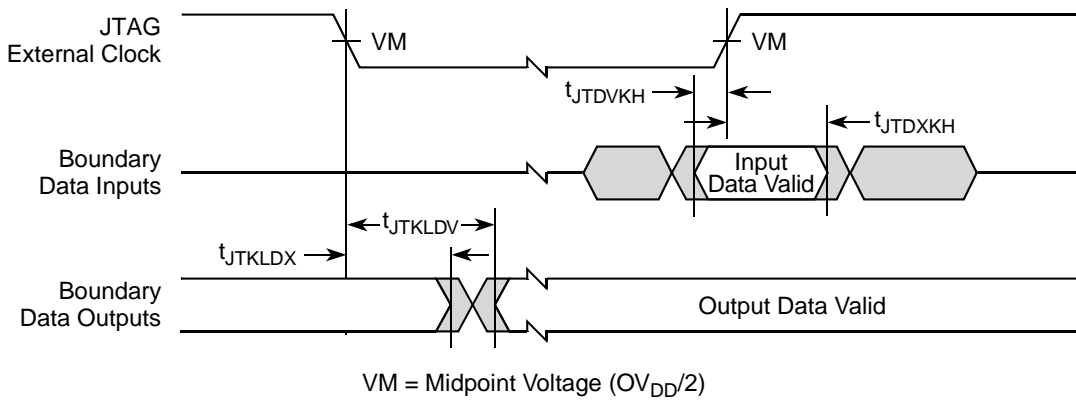 JTAG
External Clock
VM
VM
tJTDVKH
tJTDXKH
Boundary
Data Inputs
Input
Data Valid
tJTKLDV
tJTKLDX
Boundary
Data Outputs
Output Data Valid
VM = Midpoint Voltage (OVDD/2)